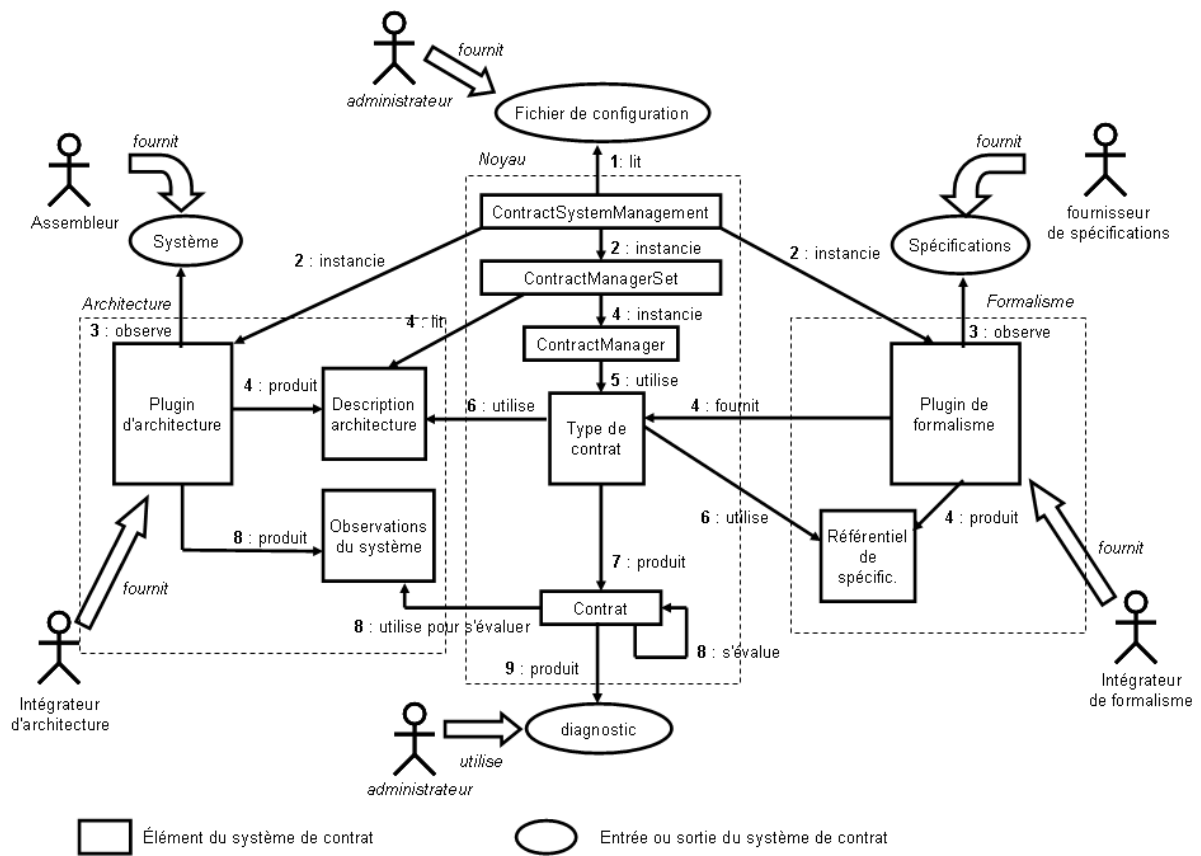 fournit
administrateur
Fichier de configuration
fournit
Assembleur
Système
Noyau
1: lit
fournit
fournisseur
de spécifications
Spécifications
ContractSystemManagement
2 : instancie
2 : instancie
2 : instancie
ContractManagerSet
Architecture
Formalisme
3 : observe
4 : lit
4 : instancie
3 : observe
ContractManager
5 : utilise
Plugin
d'architecture
4 : produit
Description
architecture
6 : utilise
Type de
contrat
4 : fournit
Plugin de
formalisme
Observations
du système
8 : produit
6 : utilise
4 : produit
Référentiel
de
spécific.
7 : produit
fournit
fournit
Contrat
8 : utilise pour s'évaluer
8 : s'évalue
9 : produit
Intégrateur
d'architecture
Intégrateur
de formalisme
diagnostic
utilise
administrateur
Élément du système de contrat
Entrée ou sortie du système de contrat